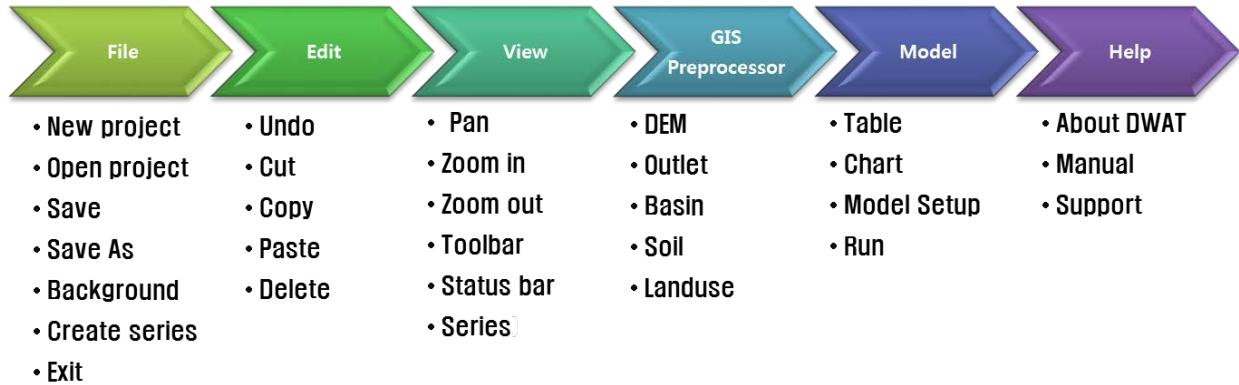 File
• New project
• Open project
• Save
• Save As
• Background
• Create series
• Exit
Edit
• Undo
• Cut
• Copy
• Paste
• Delete
View
• Pan
• Zoom in
• Zoom out
• Toolbar
• Status bar
• Series
GIS
Preprocessor
• DEM
• Outlet
• Basin
• Soil
• Landuse
Model
• Table
• Chart
• Model Setup
• Run
Help
• About DWAT
• Manual
• Support